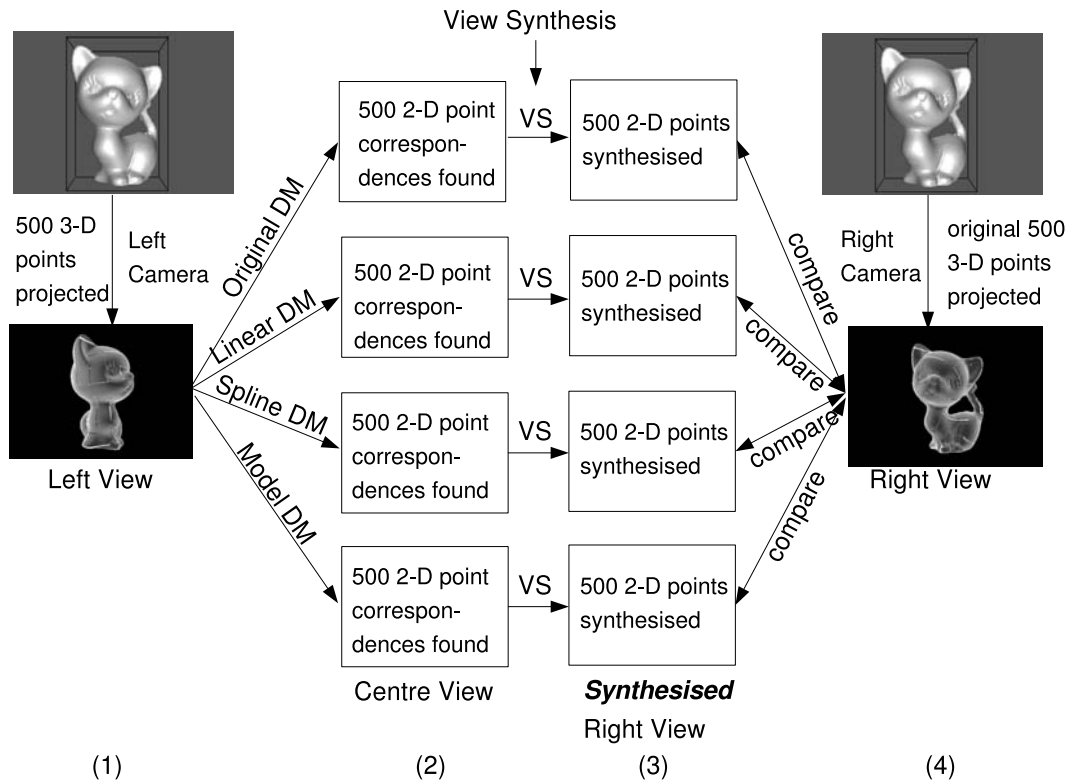 View Synthesis
500 3-D
points
projected
Left
Camera
Left View
Original DM
Linear DM
Spline DM
Model DM
500 2-D point
correspon-
dences found
VS
500 2-D points
synthesised
500 2-D point
correspon-
dences found
VS
500 2-D points
synthesised
500 2-D point
correspon-
dences found
VS
500 2-D points
synthesised
500 2-D point
correspon-
dences found
VS
500 2-D points
synthesised
Centre View
Synthesised
Right View
compare
compare
compare
compare
Right
Camera
original 500
3-D points
projected
Right View
(1)
(2)
(3)
(4)